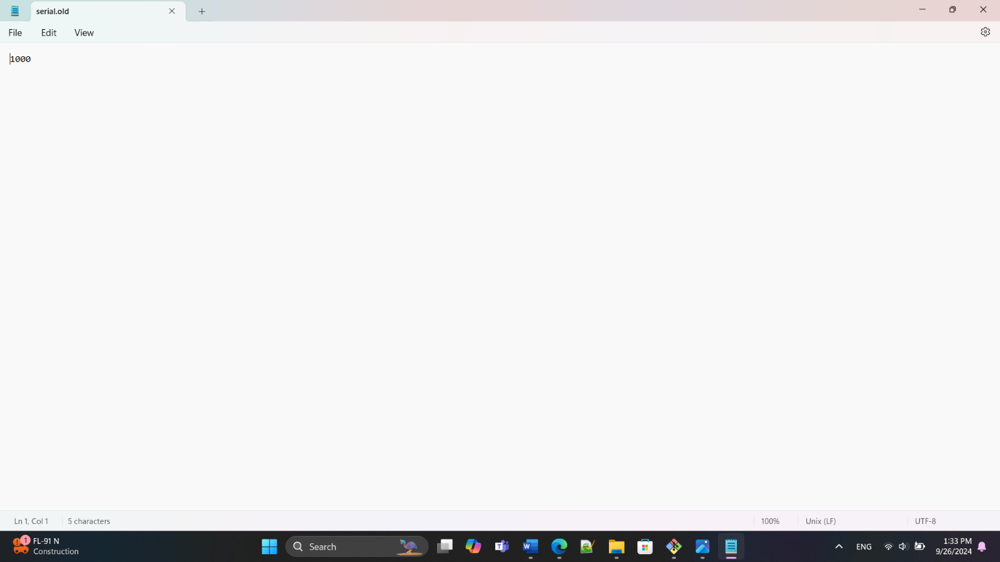 serial.old
File Edit View
1000
Ln 1, Col 1 5 characters 100% Unix (LF) UTF-8
1 FL-91 N
Construction
Search
ENG
1:33 PM
9/26/2024